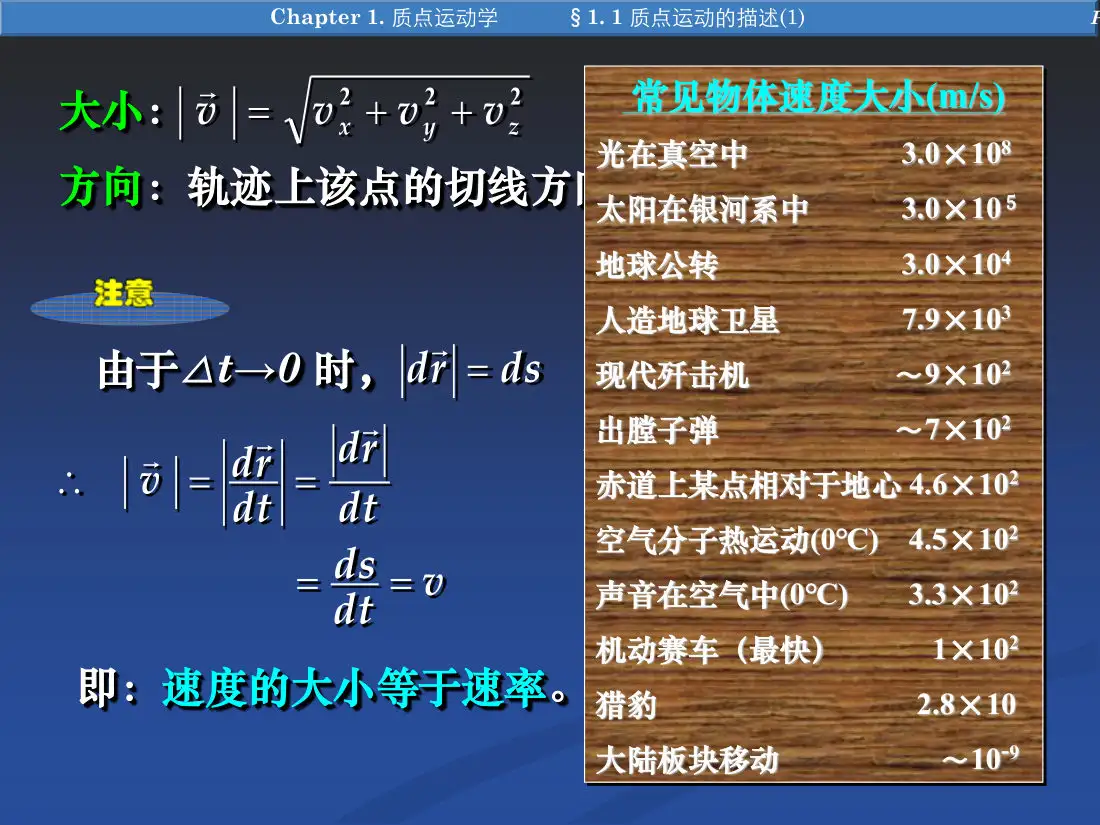 Chapter 1. 质点运动学 § 1. 1 质点运动的描述(1)
大小: |v⃗| = √(v_x² + v_y² + v_z²)
方向: 轨迹上该点的切线方向
注意
由于△t→0 时, |dr⃗| = ds
∴ |v⃗| = |dr⃗/dt| = |dr⃗|/dt
= ds/dt = v
即: 速度的大小等于速率。
常见物体速度大小(m/s)
光在真空中 3.0×10⁸
太阳在银河系中 3.0×10⁵
地球公转 3.0×10⁴
人造地球卫星 7.9×10³
现代歼击机 ~9×10²
出膛子弹 ~7×10²
赤道上某点相对于地心 4.6×10²
空气分子热运动(0℃) 4.5×10²
声音在空气中(0℃) 3.3×10²
机动赛车（最快） 1×10²
猎豹 2.8×10
大陆板块移动 ~10⁻⁹